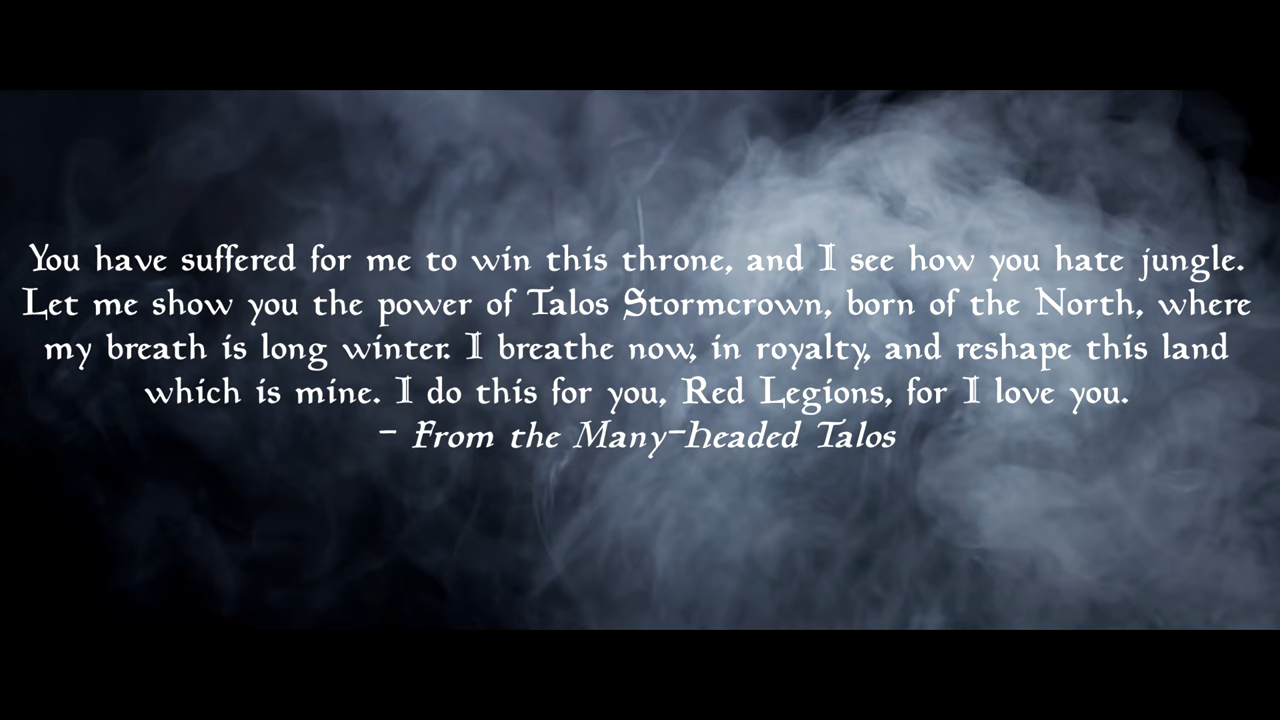 You have suffered for me to win this throne, and I see how you hate jungle.
Let me show you the power of Talos Stormcrown, born of the North, where
my breath is long winter. I breathe now, in royalty, and reshape this land
which is mine. I do this for you, Red Legions, for I love you.
- From the Many-Headed Talos